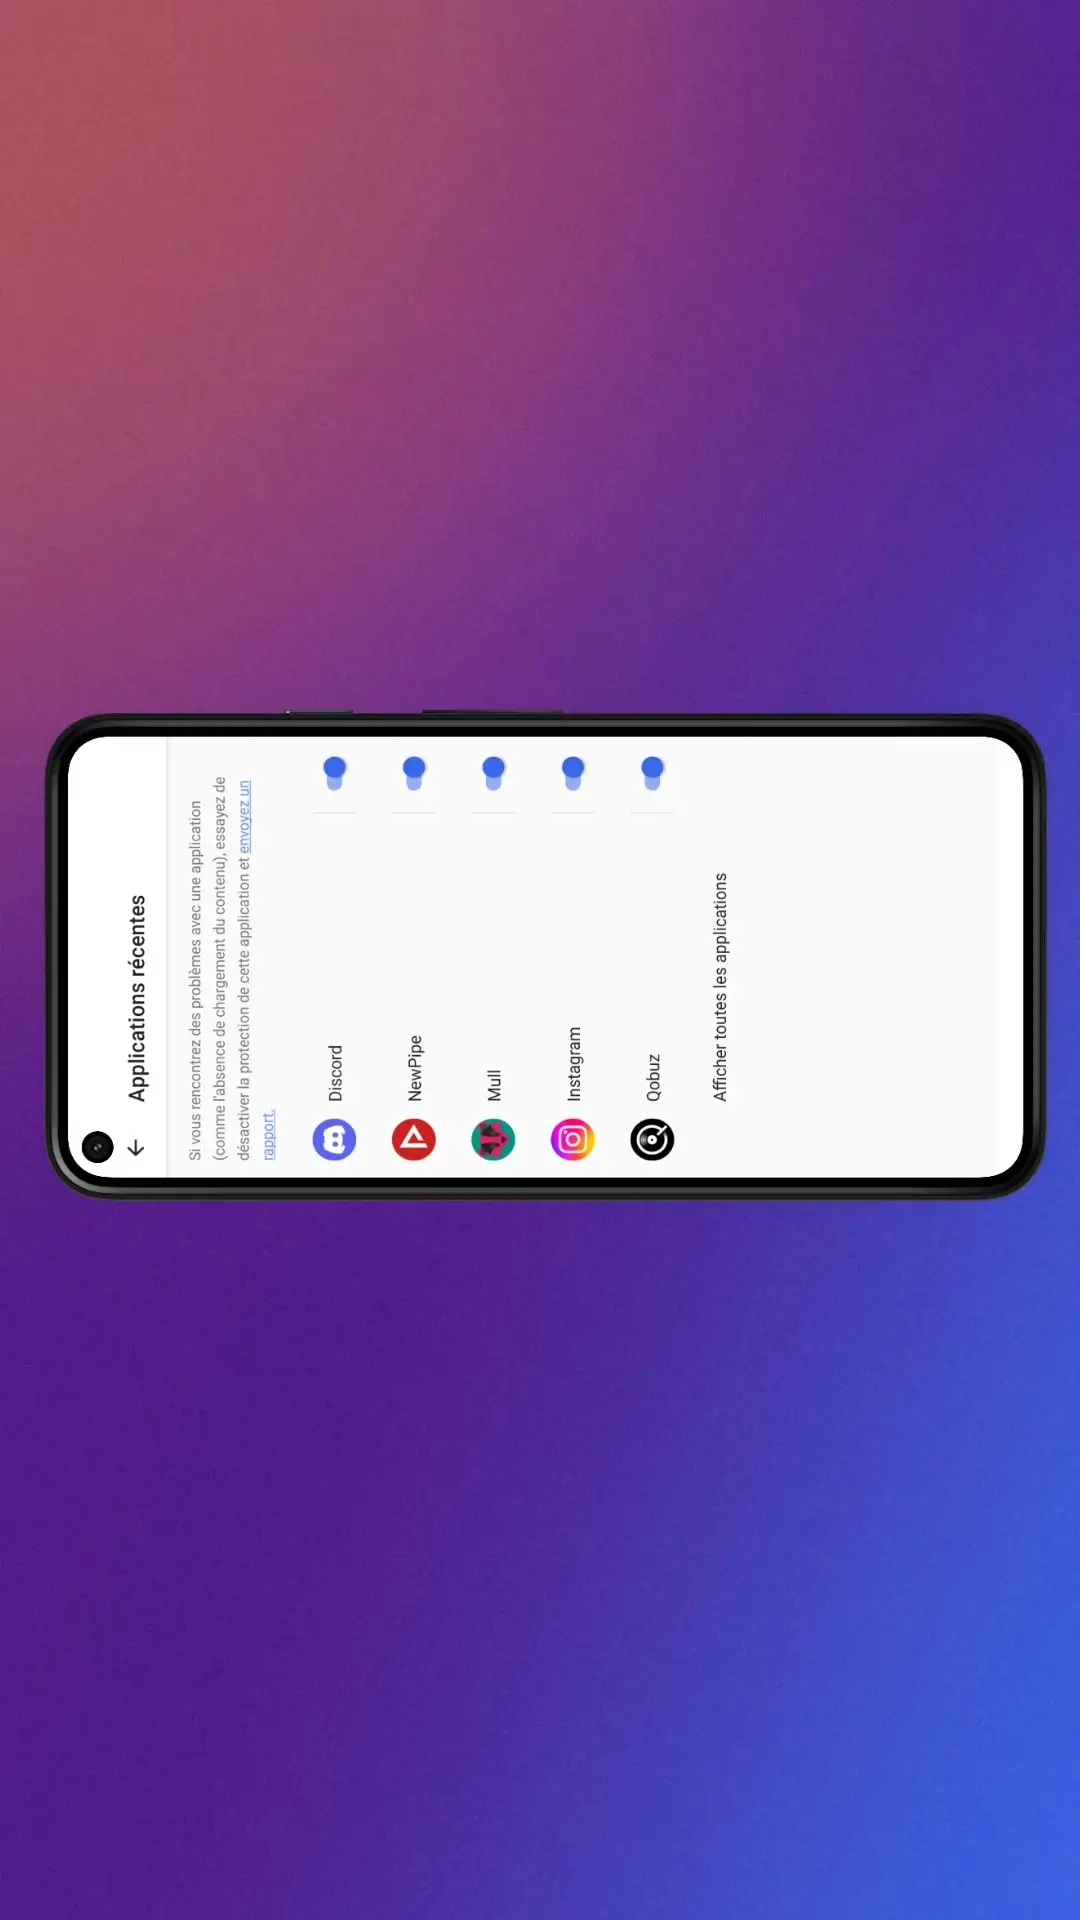 Applications récentes
Si vous rencontrez des problèmes avec une application
(comme l'absence de chargement du contenu), essayez de
désactiver la protection de cette application et envoyez un
rapport.
Discord
NewPipe
Mull
Instagram
Qobuz
Afficher toutes les applications